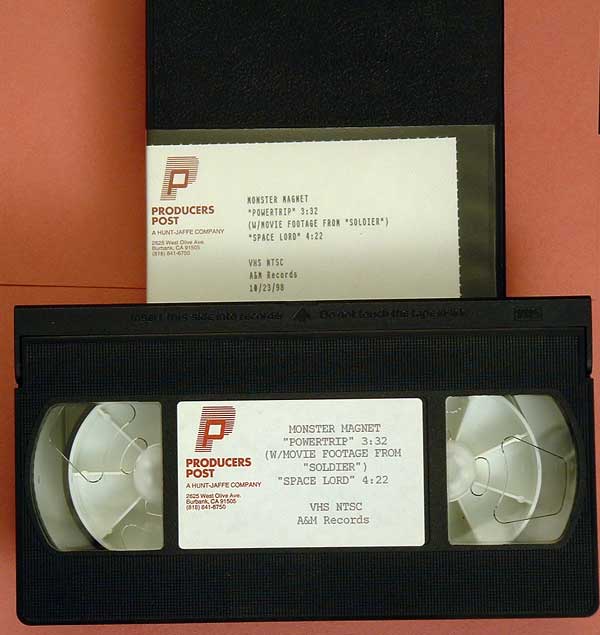 P
PRODUCERS
POST
A HUNT-JAFFE COMPANY
2625 West Olive Ave.
Burbank, CA 91505
(818) 841-6750
MONSTER MAGNET
"POWERTRIP" 3:32
(W/MOVIE FOOTAGE FROM "SOLDIER")
"SPACE LORD" 4:22
VHS NTSC
A&M Records
10/23/98
Insert this side into recorder
Do not touch the tape inside
VHS
P
PRODUCERS
POST
A HUNT-JAFFE COMPANY
2625 West Olive Ave.
Burbank, CA 91505
(818) 841-6750
MONSTER MAGNET
"POWERTRIP" 3:32
(W/MOVIE FOOTAGE FROM
"SOLDIER")
"SPACE LORD" 4:22
VHS NTSC
A&M Records